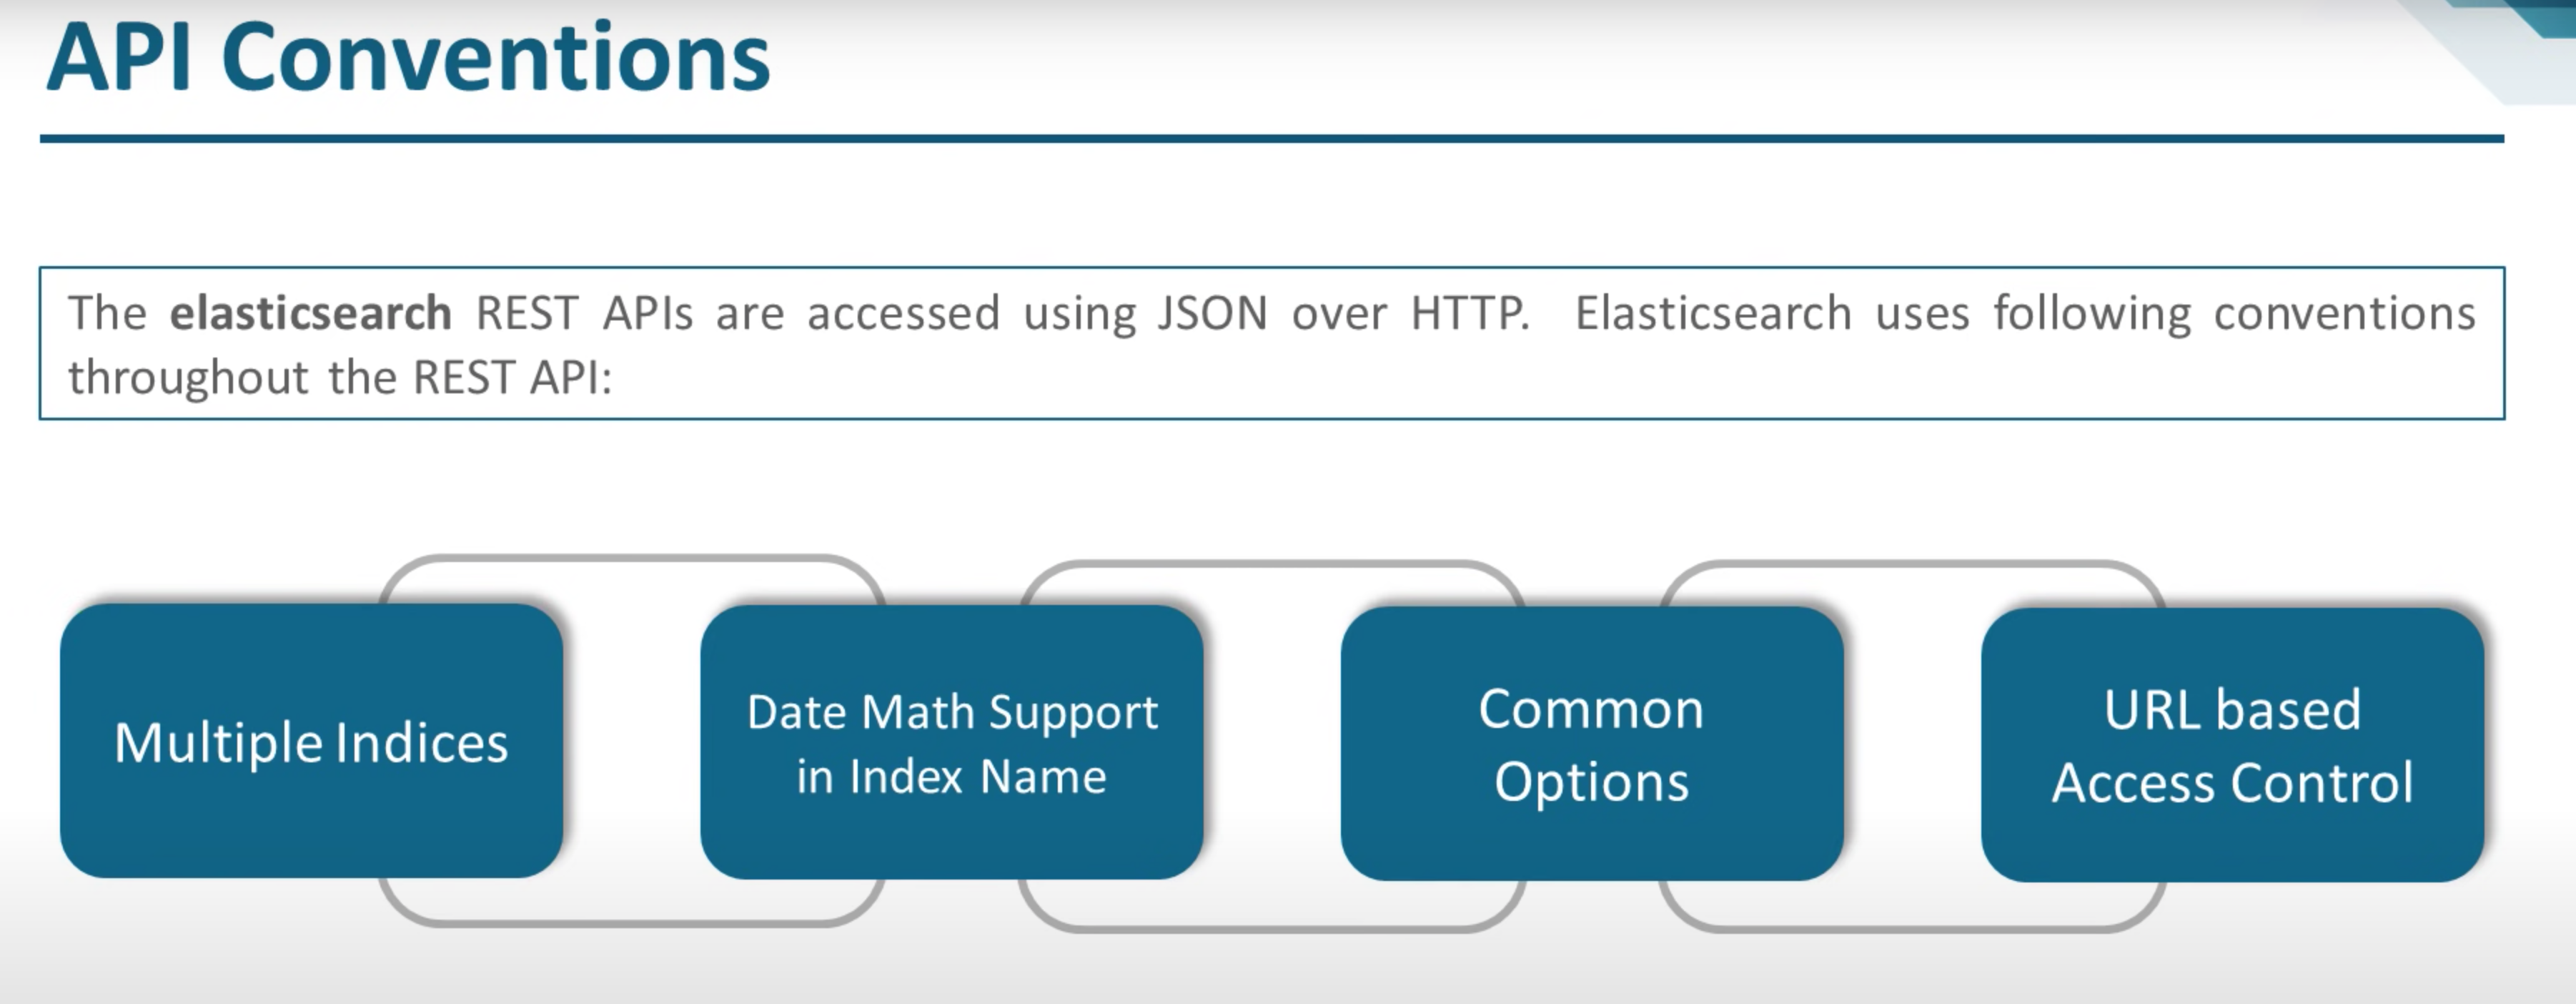 API Conventions
The elasticsearch REST APIs are accessed using JSON over HTTP. Elasticsearch uses following conventions
throughout the REST API:
Multiple Indices
Date Math Support
in Index Name
Common
Options
URL based
Access Control